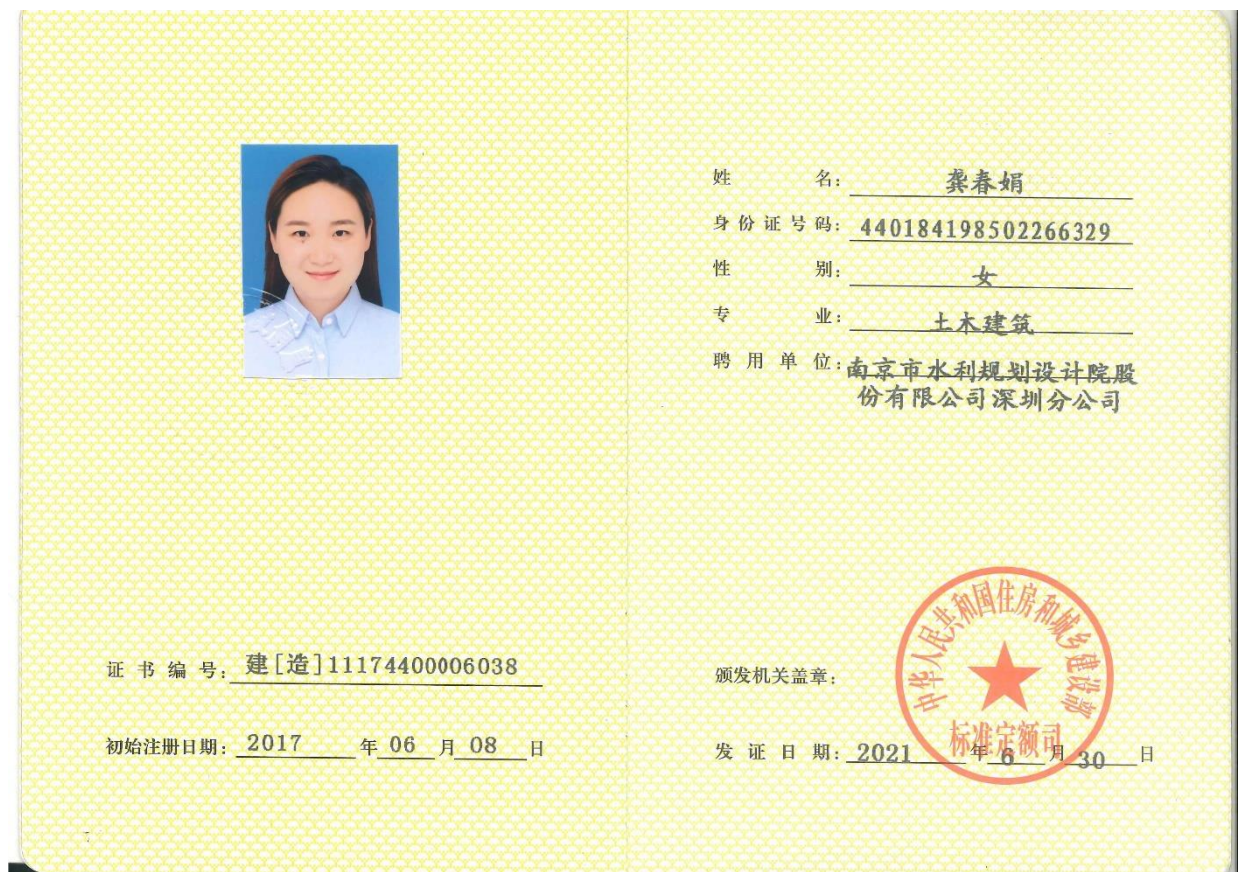 证书编号：建[造]11174400006038
初始注册日期：2017 年 06 月 08 日
姓名：龚春娟
身份证号码：440184198502266329
性别：女
专业：土木建筑
聘用单位：南京市水利规划设计院股
份有限公司深圳分公司
中华人民共和国住房和城乡建设部
标准定额司
颁发机关盖章：
发证日期：2021 年 6 月 30 日